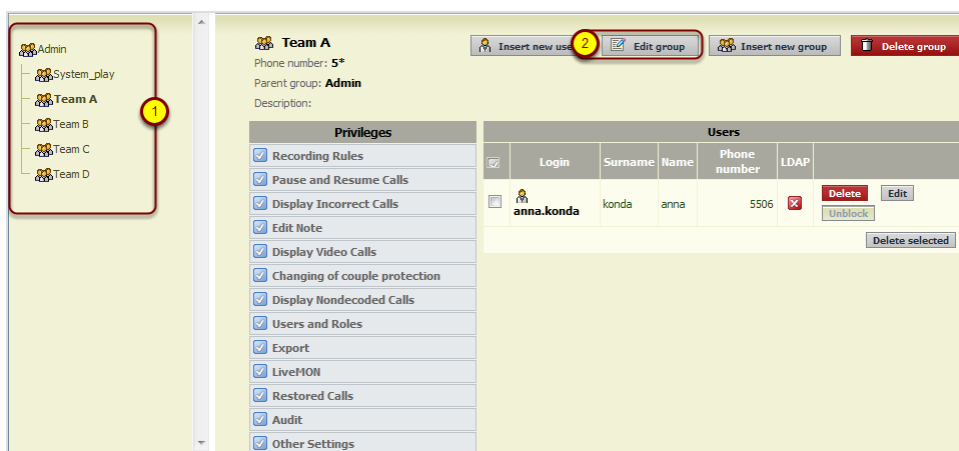 Admin
System_play
Team A
Team B
Team C
Team D
1
Team A
Insert new use
2
Edit group
Insert new group
Delete group
Phone number: 5*
Parent group: Admin
Description:
Privileges
Recording Rules
Pause and Resume Calls
Display Incorrect Calls
Edit Note
Display Video Calls
Changing of couple protection
Display Nondecoded Calls
Users and Roles
Export
LiveMON
Restored Calls
Audit
Other Settings
Users
Login Surname Name Phone number LDAP
anna.konda konda anna 5506 Delete Edit
Unblock
Delete selected